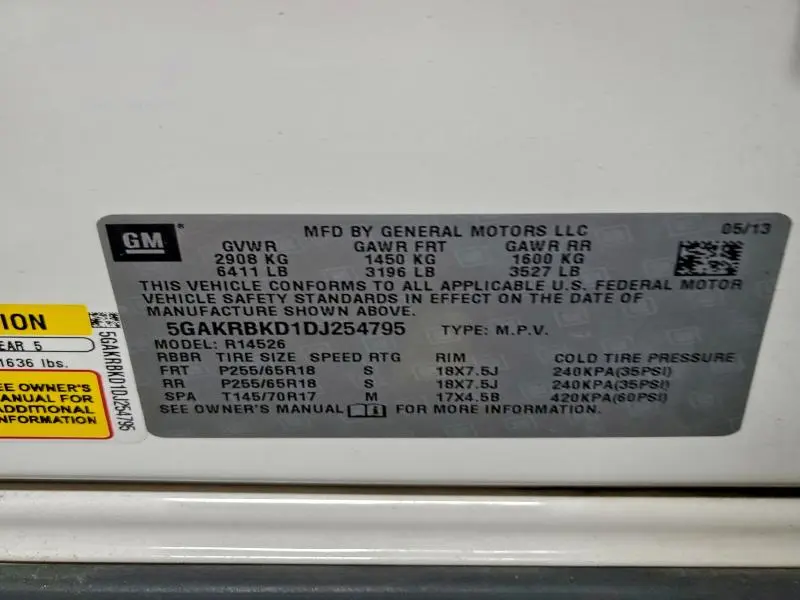 GM
MFD BY GENERAL MOTORS LLC 05/13
GVWR GAWR FRT GAWR RR
2908 KG 1450 KG 1600 KG
6411 LB 3196 LB 3527 LB
THIS VEHICLE CONFORMS TO ALL APPLICABLE U.S. FEDERAL MOTOR
VEHICLE SAFETY STANDARDS IN EFFECT ON THE DATE OF
MANUFACTURE SHOWN ABOVE.
5GAKRBKD1DJ254795 TYPE: M.P.V.
MODEL: R14526
RBBR TIRE SIZE SPEED RTG RIM COLD TIRE PRESSURE
FRT P255/65R18 S 18X7.5J 240KPA(35PSI)
RR P255/65R18 S 18X7.5J 240KPA(35PSI)
SPA T145/70R17 M 17X4.5B 420KPA(60PSI)
SEE OWNER'S MANUAL FOR MORE INFORMATION.
ION
EAR 5
1636 lbs.
EE OWNER'S
ANUAL FOR
ADDITIONAL
NFORMATION
5GAKRBKD1DJ254795